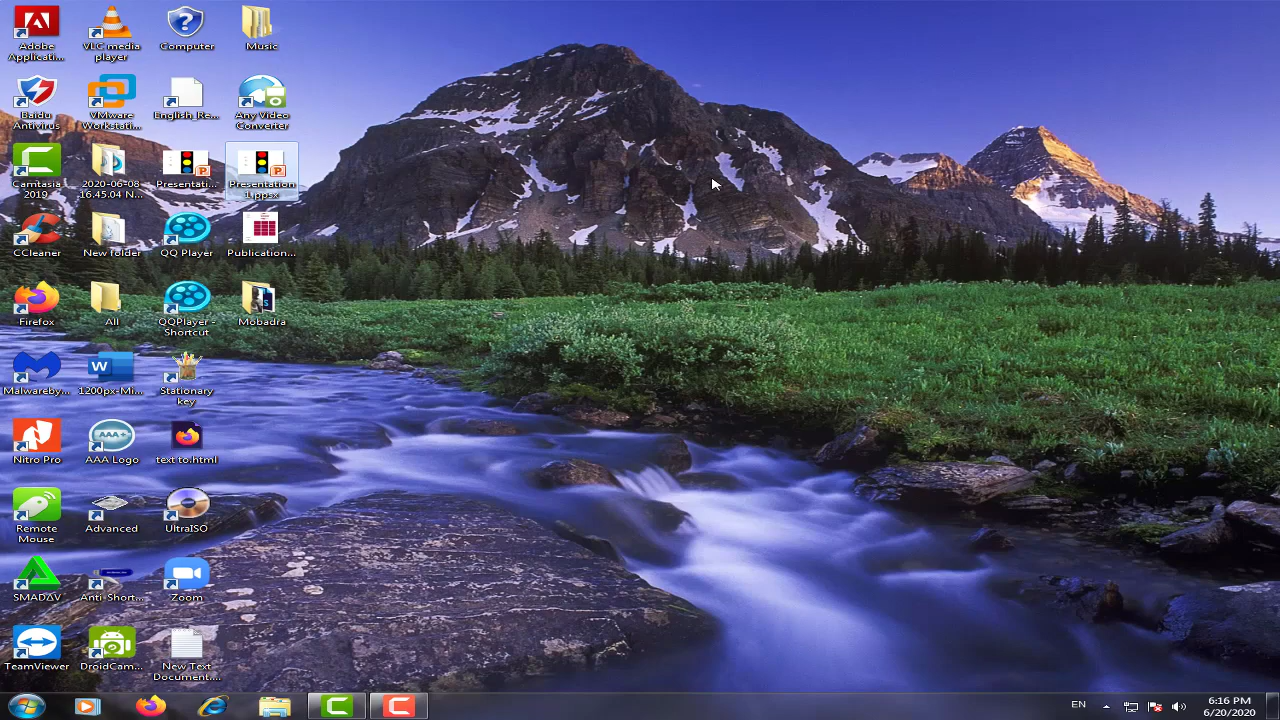 Adobe
Applicati...
VLC media
player
Computer
Music
Baidu
Antivirus
VMware
Workstati...
English_Re...
Any Video
Converter
Camtasia
2019
2020-06-08
16.45.04 N...
Presentati...
Presentation
1.ppsx
CCleaner
New folder
QQ Player
Publication...
Firefox
All
QQPlayer -
Shortcut
Mobadra
Malwareby...
1200px-Mi...
Stationary
key
Nitro Pro
AAA Logo
text to.html
Remote
Mouse
Advanced
UltraISO
SMADΔV
Anti-Short...
Zoom
TeamViewer
DroidCam...
New Text
Document....
EN
6:16 PM
6/20/2020